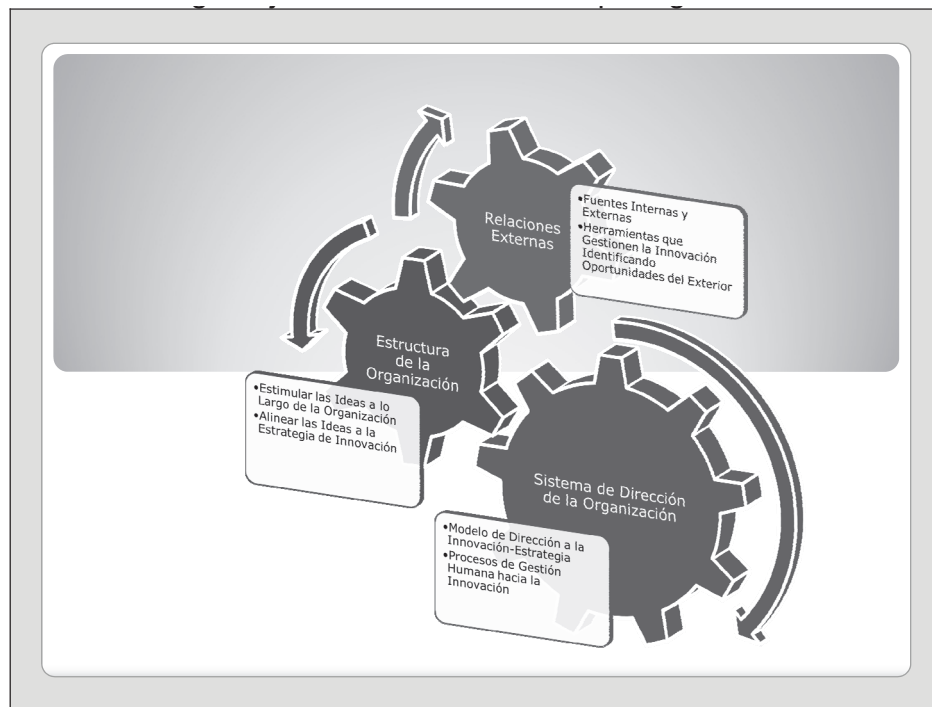 Relaciones
Externas
•Fuentes Internas y
Externas
•Herramientas que
Gestionen la Innovación
Identificando
Oportunidades del Exterior
Estructura
de la
Organización
•Estimular las Ideas a lo
Largo de la Organización
•Alinear las Ideas a la
Estrategia de Innovación
Sistema de Dirección
de la Organización
•Modelo de Dirección a la
Innovación-Estrategia
•Procesos de Gestión
Humana hacia la
Innovación